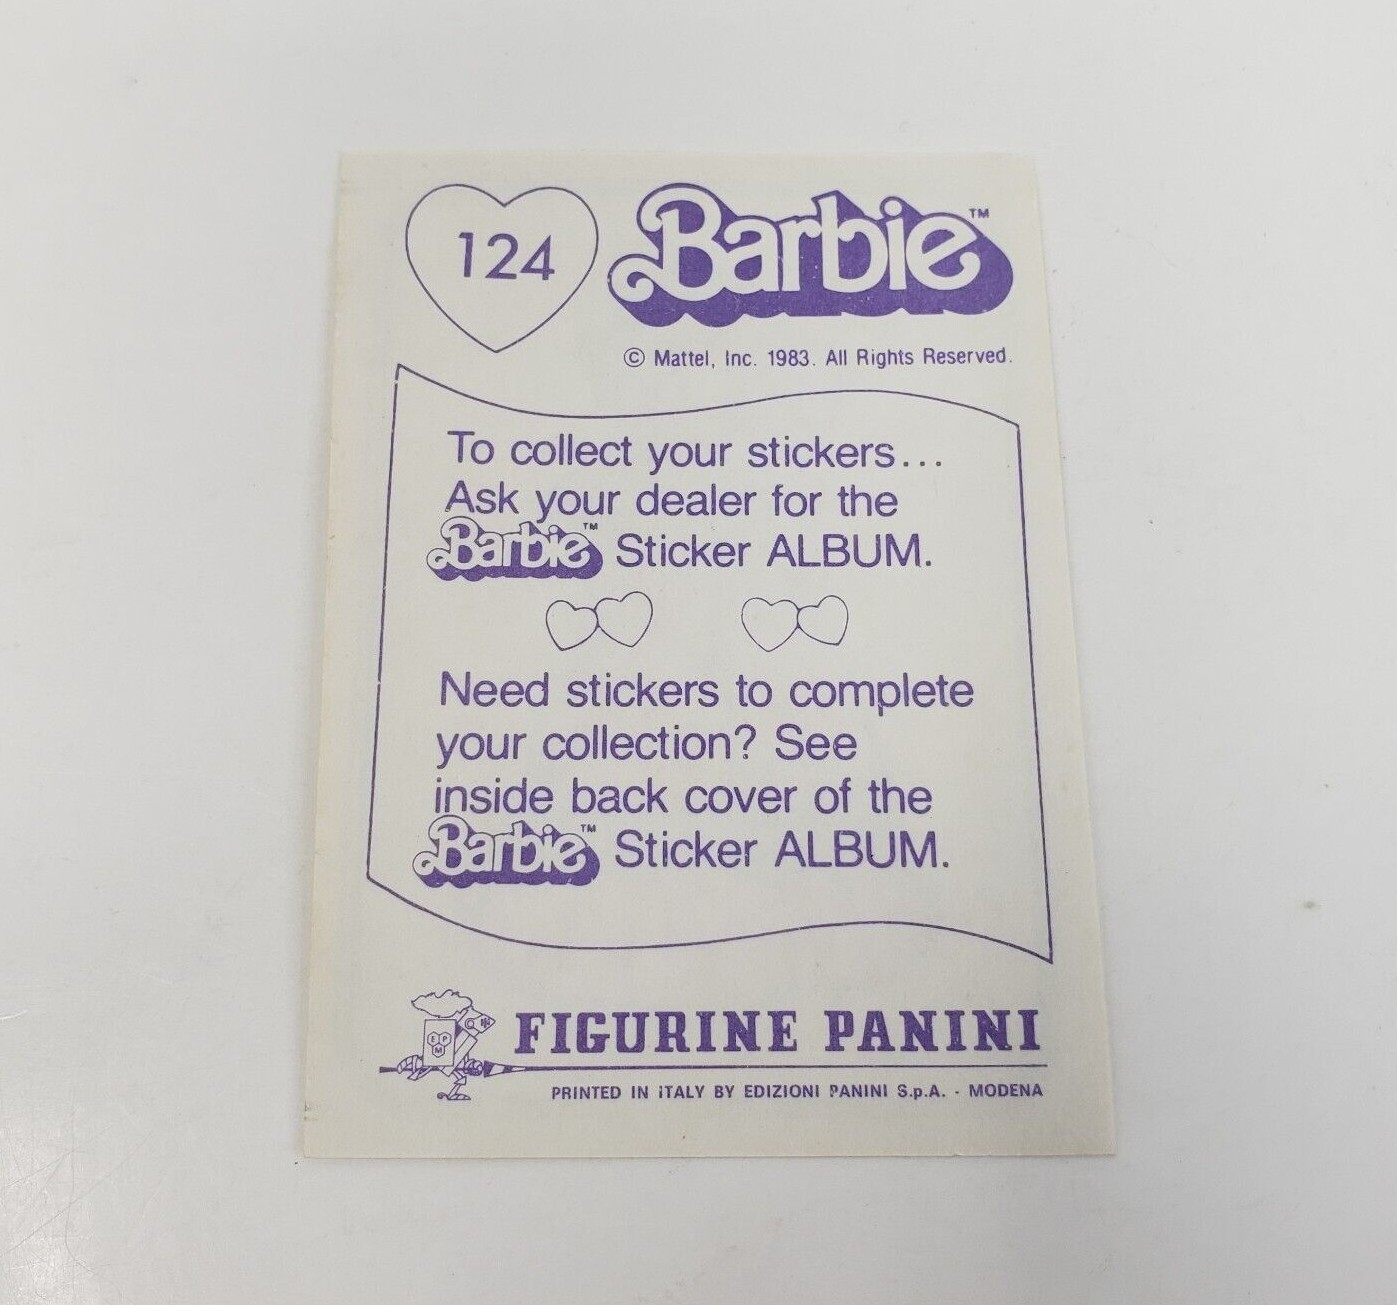 124
Barbie™
© Mattel, Inc. 1983. All Rights Reserved.
To collect your stickers...
Ask your dealer for the
Barbie™ Sticker ALBUM.
Need stickers to complete
your collection? See
inside back cover of the
Barbie™ Sticker ALBUM.
E P
M
FIGURINE PANINI
PRINTED IN ITALY BY EDIZIONI PANINI S.p.A. - MODENA